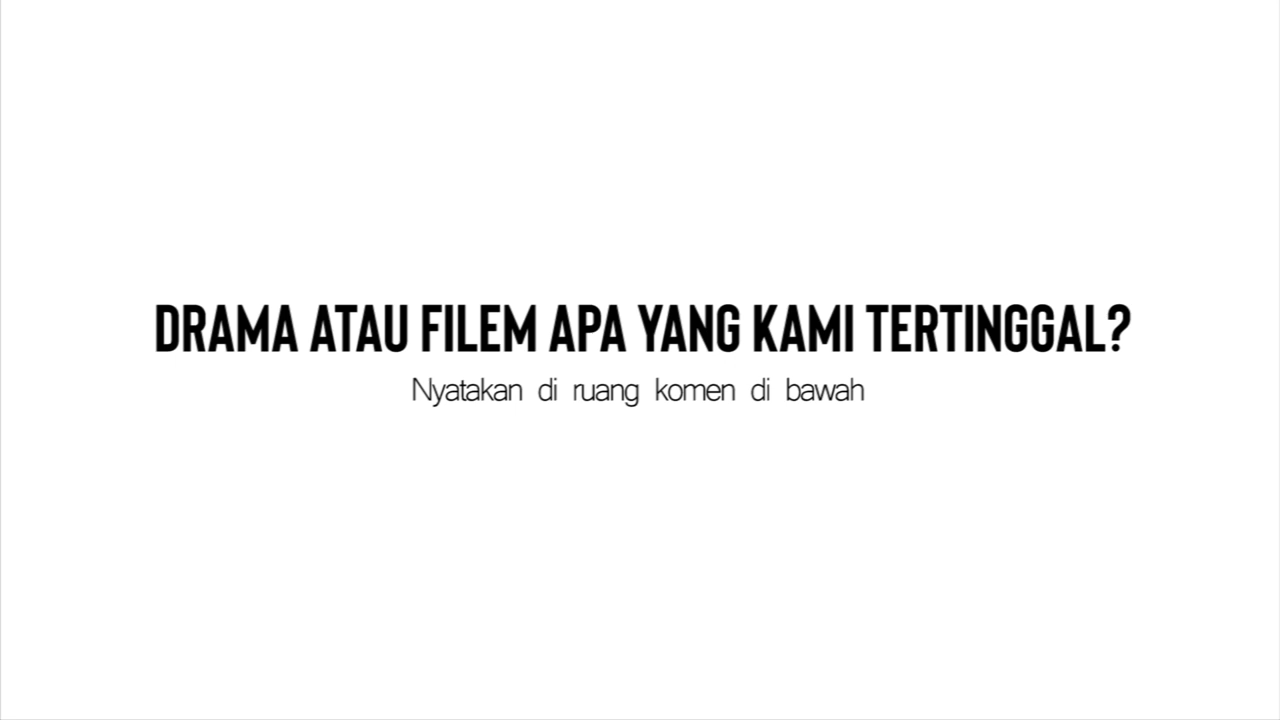 DRAMA ATAU FILEM APA YANG KAMI TERTINGGAL?
Nyatakan di ruang komen di bawah